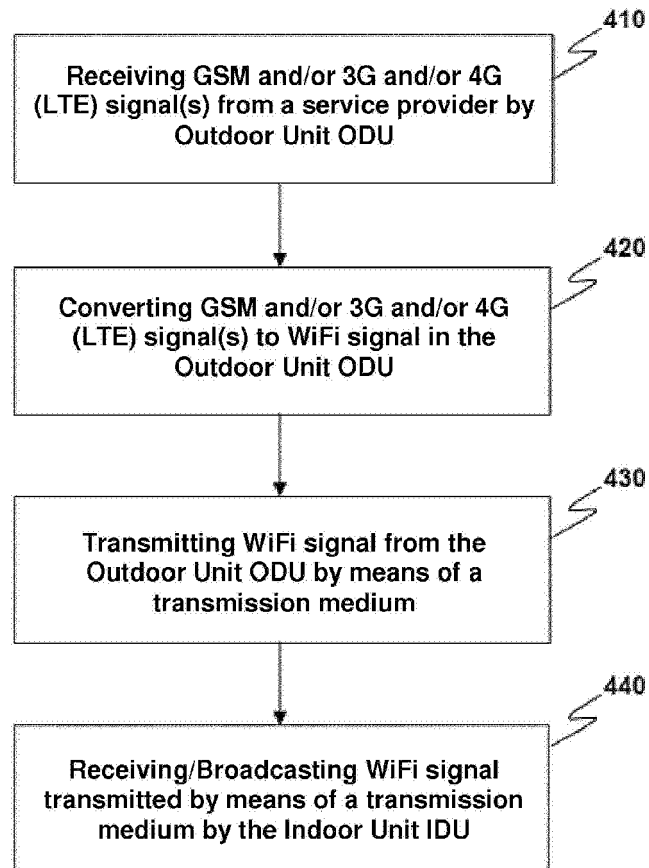 410
Receiving GSM and/or 3G and/or 4G
(LTE) signal(s) from a service provider by
Outdoor Unit ODU
420
Converting GSM and/or 3G and/or 4G
(LTE) signal(s) to WiFi signal in the
Outdoor Unit ODU
430
Transmitting WiFi signal from the
Outdoor Unit ODU by means of a
transmission medium
440
Receiving/Broadcasting WiFi signal
transmitted by means of a transmission
medium by the Indoor Unit IDU